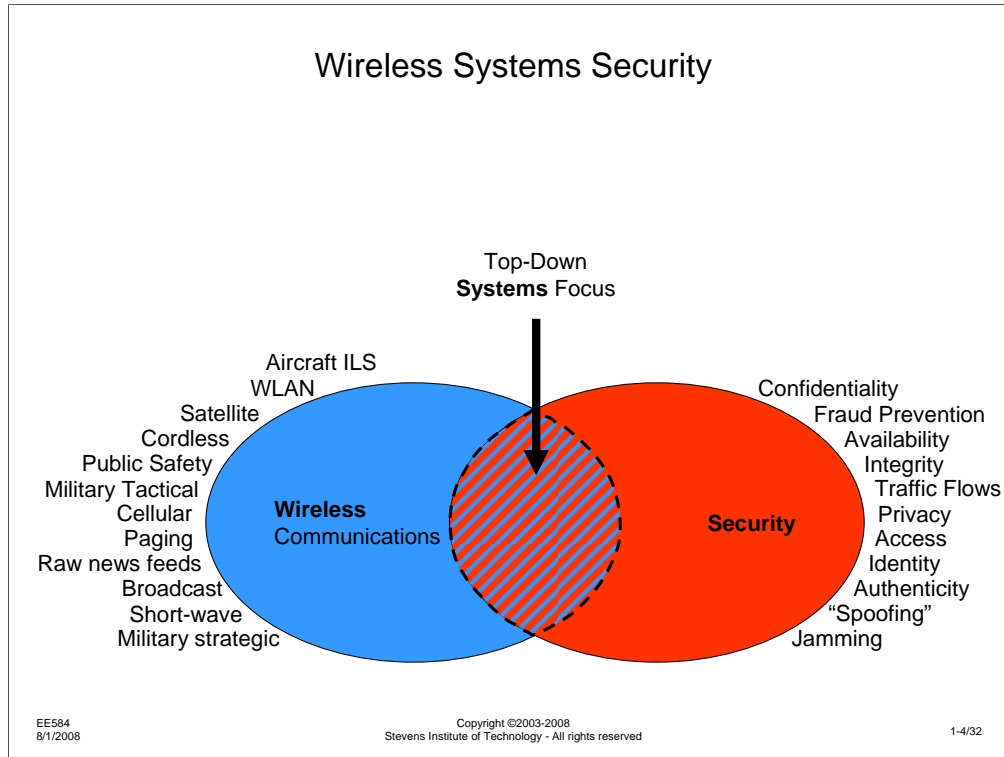 Wireless Systems Security
Top-Down
Systems Focus
Aircraft ILS
WLAN
Satellite
Cordless
Public Safety
Military Tactical
Cellular
Paging
Raw news feeds
Broadcast
Short-wave
Military strategic
Wireless
Communications
Security
Confidentiality
Fraud Prevention
Availability
Integrity
Traffic Flows
Privacy
Access
Identity
Authenticity
“Spoofing”
Jamming
EE584
8/1/2008
Copyright ©2003-2008
Stevens Institute of Technology - All rights reserved
1-4/32